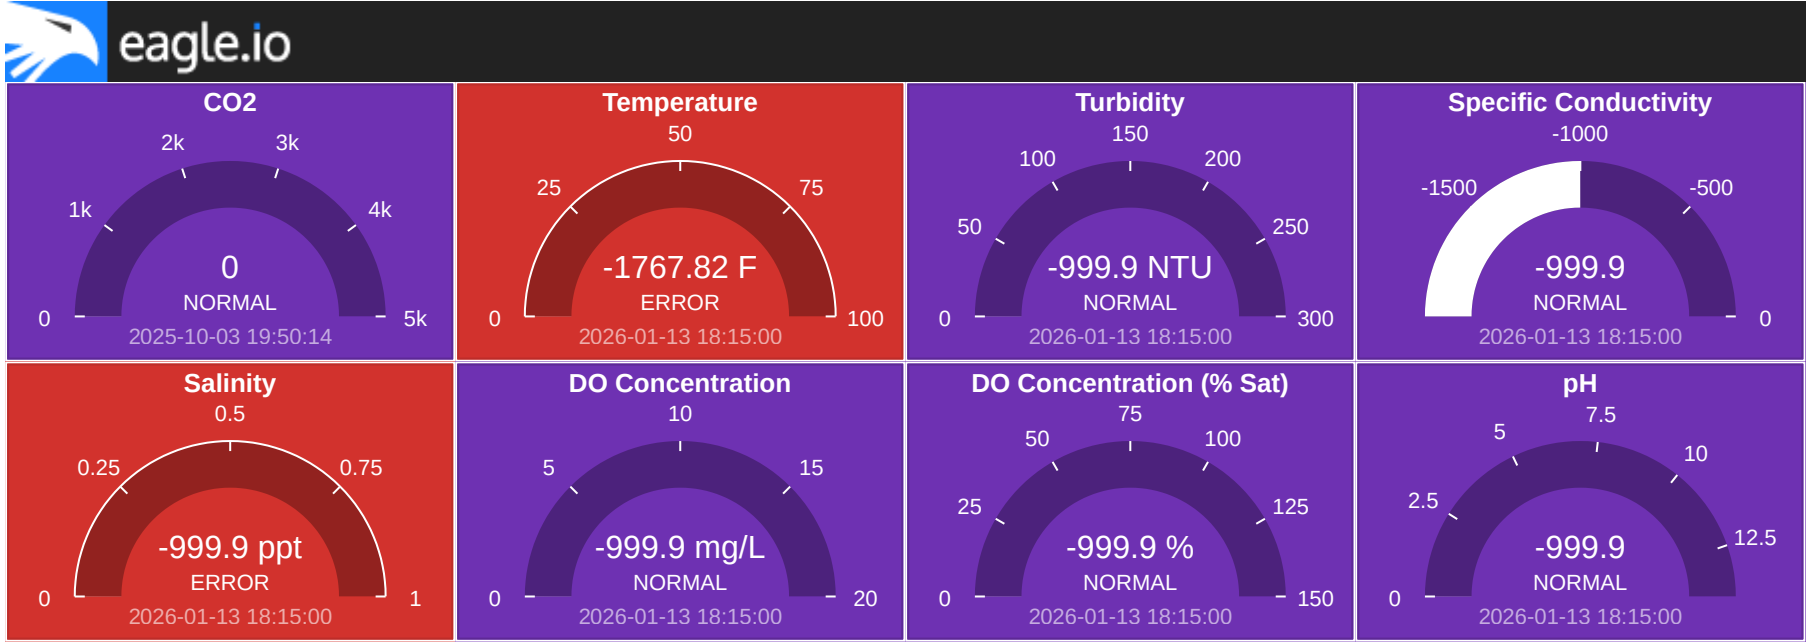 eagle.io
CO2
2k
3k
1k
4k
0
NORMAL
0
5k
2025-10-03 19:50:14
Temperature
50
25
75
-1767.82 F
ERROR
0
100
2026-01-13 18:15:00
Turbidity
150
100
200
50
250
-999.9 NTU
NORMAL
0
300
2026-01-13 18:15:00
Specific Conductivity
-1000
-1500
-500
-999.9
NORMAL
0
2026-01-13 18:15:00
Salinity
0.5
0.25
0.75
-999.9 ppt
ERROR
0
1
2026-01-13 18:15:00
DO Concentration
10
5
15
-999.9 mg/L
NORMAL
0
20
2026-01-13 18:15:00
DO Concentration (% Sat)
75
50
100
25
125
-999.9 %
NORMAL
0
150
2026-01-13 18:15:00
pH
7.5
5
10
2.5
12.5
-999.9
NORMAL
0
2026-01-13 18:15:00